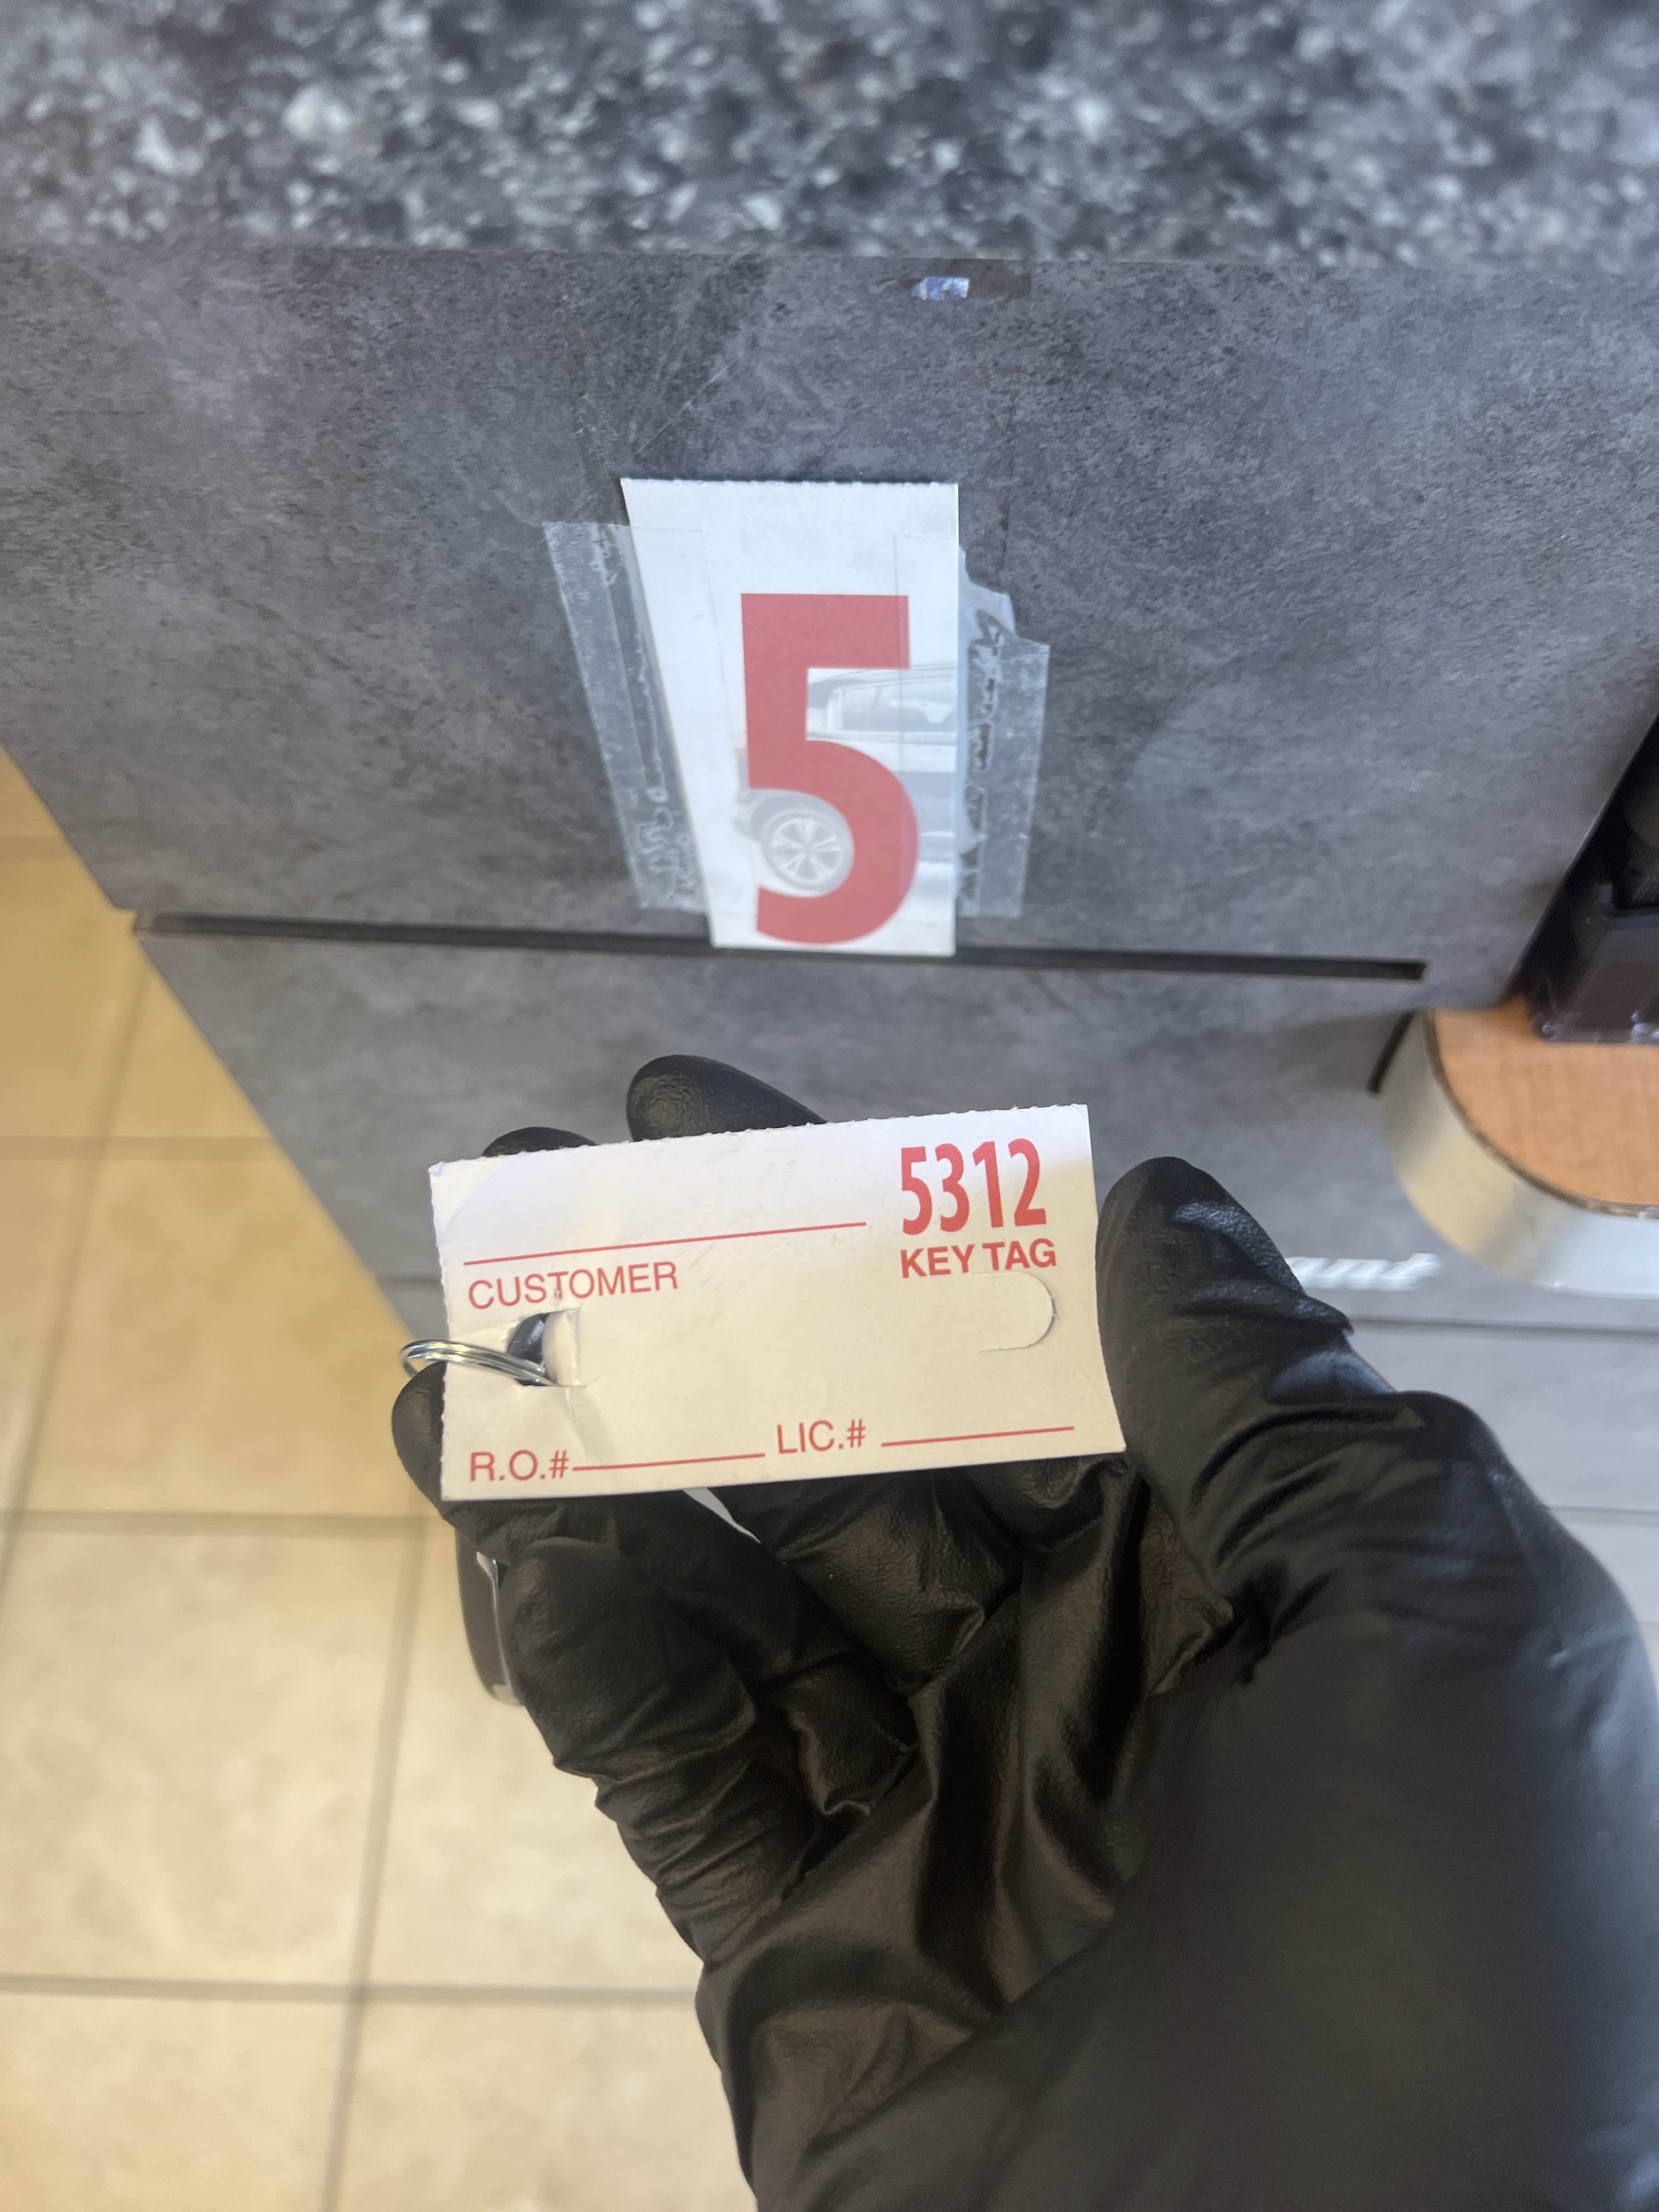 5
5312
KEY TAG
CUSTOMER
R.O.#
LIC.#